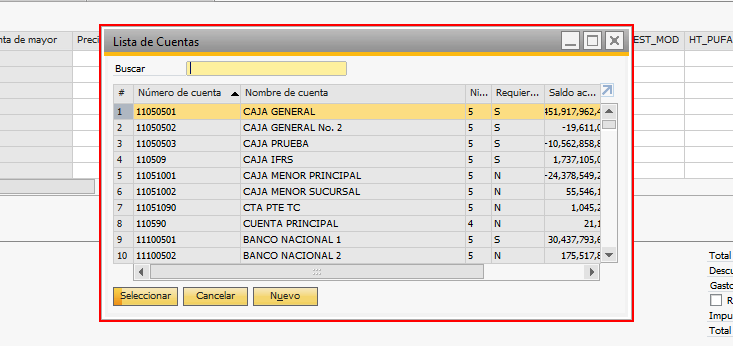 Lista de Cuentas
nta de mayor Preci EST_MOD HT_PUFA
Buscar
# Número de cuenta Nombre de cuenta Ni... Requier... Saldo ac...
1 11050501 CAJA GENERAL 5 S 451,917,962,4
2 11050502 CAJA GENERAL No. 2 5 S -19,611,0
3 11050503 CAJA PRUEBA 5 S -10,562,858,8
4 110509 CAJA IFRS 5 S 1,737,105,0
5 11051001 CAJA MENOR PRINCIPAL 5 N -24,378,549,2
6 11051002 CAJA MENOR SUCURSAL 5 N 55,546,1
7 11051090 CTA PTE TC 5 N 1,045,2
8 110590 CUENTA PRINCIPAL 4 N 21,1
9 11100501 BANCO NACIONAL 1 5 S 30,437,793,6
10 11100502 BANCO NACIONAL 2 5 N 175,517,8
Seleccionar Cancelar Nuevo
Total
Descu
Gasto
R
Impu
Total